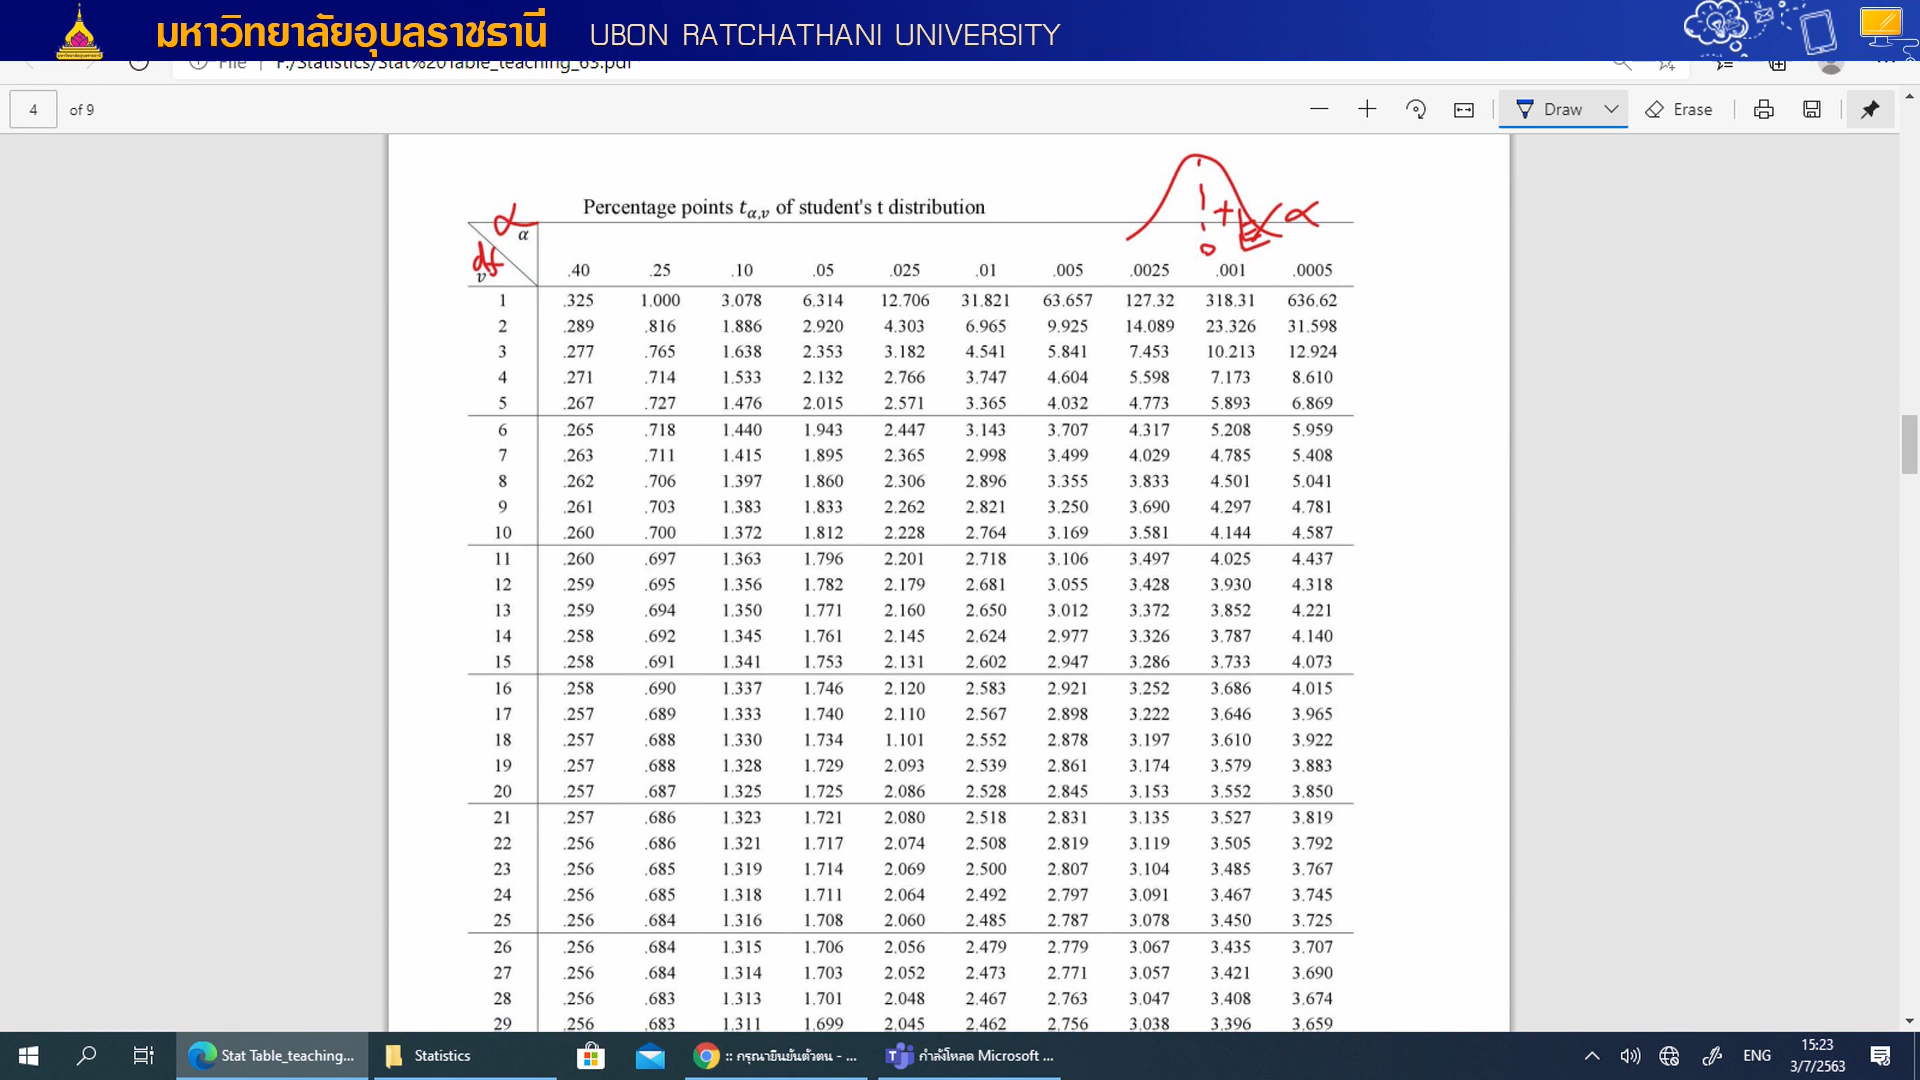 มหาวิทยาลัยอุบลราชธานี UBON RATCHATHANI UNIVERSITY
File F:/Statistics/Stat%20Table_teaching_63.pdf
4 of 9 Draw Erase
Percentage points tα,v of student's t distribution
α
α
df
v
+
α
0
.40 .25 .10 .05 .025 .01 .005 .0025 .001 .0005
1 .325 1.000 3.078 6.314 12.706 31.821 63.657 127.32 318.31 636.62
2 .289 .816 1.886 2.920 4.303 6.965 9.925 14.089 23.326 31.598
3 .277 .765 1.638 2.353 3.182 4.541 5.841 7.453 10.213 12.924
4 .271 .714 1.533 2.132 2.766 3.747 4.604 5.598 7.173 8.610
5 .267 .727 1.476 2.015 2.571 3.365 4.032 4.773 5.893 6.869
6 .265 .718 1.440 1.943 2.447 3.143 3.707 4.317 5.208 5.959
7 .263 .711 1.415 1.895 2.365 2.998 3.499 4.029 4.785 5.408
8 .262 .706 1.397 1.860 2.306 2.896 3.355 3.833 4.501 5.041
9 .261 .703 1.383 1.833 2.262 2.821 3.250 3.690 4.297 4.781
10 .260 .700 1.372 1.812 2.228 2.764 3.169 3.581 4.144 4.587
11 .260 .697 1.363 1.796 2.201 2.718 3.106 3.497 4.025 4.437
12 .259 .695 1.356 1.782 2.179 2.681 3.055 3.428 3.930 4.318
13 .259 .694 1.350 1.771 2.160 2.650 3.012 3.372 3.852 4.221
14 .258 .692 1.345 1.761 2.145 2.624 2.977 3.326 3.787 4.140
15 .258 .691 1.341 1.753 2.131 2.602 2.947 3.286 3.733 4.073
16 .258 .690 1.337 1.746 2.120 2.583 2.921 3.252 3.686 4.015
17 .257 .689 1.333 1.740 2.110 2.567 2.898 3.222 3.646 3.965
18 .257 .688 1.330 1.734 1.101 2.552 2.878 3.197 3.610 3.922
19 .257 .688 1.328 1.729 2.093 2.539 2.861 3.174 3.579 3.883
20 .257 .687 1.325 1.725 2.086 2.528 2.845 3.153 3.552 3.850
21 .257 .686 1.323 1.721 2.080 2.518 2.831 3.135 3.527 3.819
22 .256 .686 1.321 1.717 2.074 2.508 2.819 3.119 3.505 3.792
23 .256 .685 1.319 1.714 2.069 2.500 2.807 3.104 3.485 3.767
24 .256 .685 1.318 1.711 2.064 2.492 2.797 3.091 3.467 3.745
25 .256 .684 1.316 1.708 2.060 2.485 2.787 3.078 3.450 3.725
26 .256 .684 1.315 1.706 2.056 2.479 2.779 3.067 3.435 3.707
27 .256 .684 1.314 1.703 2.052 2.473 2.771 3.057 3.421 3.690
28 .256 .683 1.313 1.701 2.048 2.467 2.763 3.047 3.408 3.674
29 .256 .683 1.311 1.699 2.045 2.462 2.756 3.038 3.396 3.659
Stat Table_teaching... Statistics :: กรุณายืนยันตัวตน - ... กำลังโหลด Microsoft ... ENG 15:23
3/7/2563